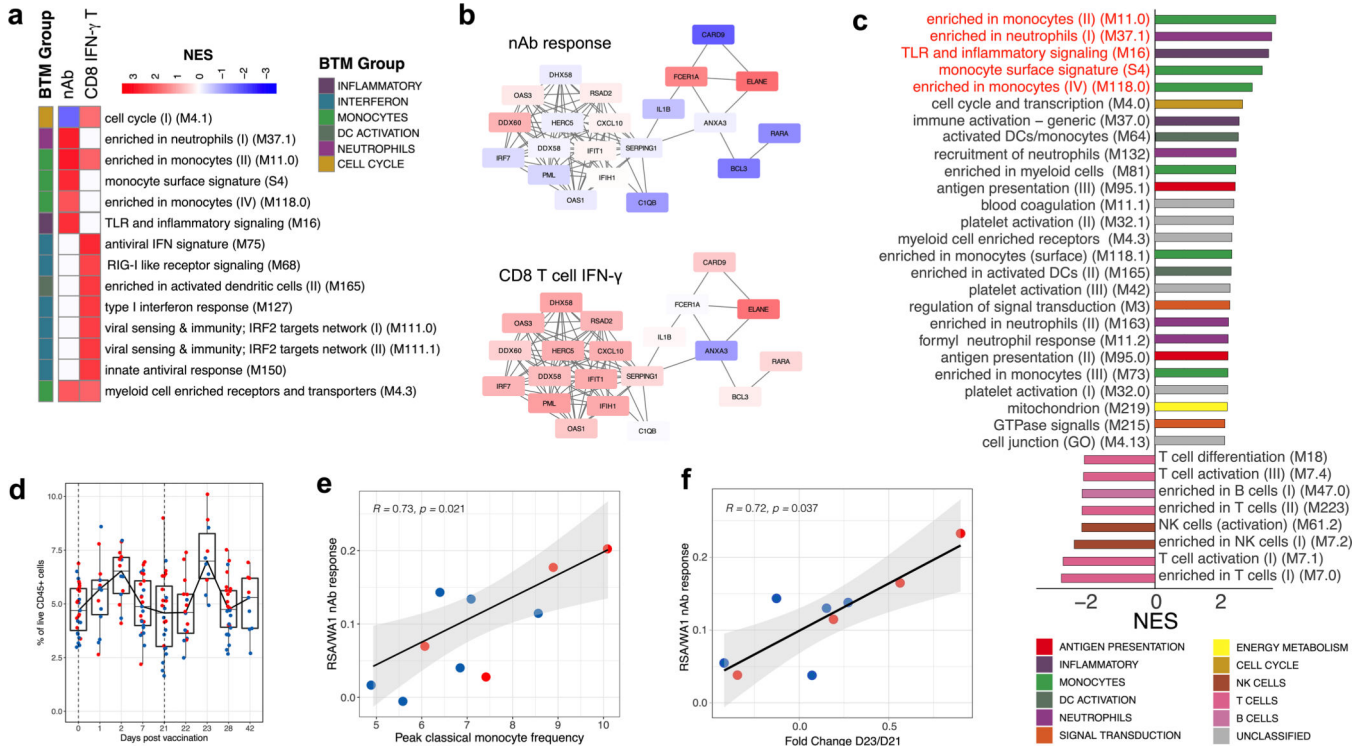 a
BTM Group
nAb
CD8 IFN-γ T
NES
3 2 1 0 −1 −2 −3
BTM Group
INFLAMMATORY
INTERFERON
MONOCYTES
DC ACTIVATION
NEUTROPHILS
CELL CYCLE
cell cycle (I) (M4.1)
enriched in neutrophils (I) (M37.1)
enriched in monocytes (II) (M11.0)
monocyte surface signature (S4)
enriched in monocytes (IV) (M118.0)
TLR and inflammatory signaling (M16)
antiviral IFN signature (M75)
RIG-I like receptor signaling (M68)
enriched in activated dendritic cells (II) (M165)
type I interferon response (M127)
viral sensing & immunity; IRF2 targets network (I) (M111.0)
viral sensing & immunity; IRF2 targets network (II) (M111.1)
innate antiviral response (M150)
myeloid cell enriched receptors and transporters (M4.3)
b
nAb response
CARD9
DHX58
FCER1A
ELANE
OAS3
RSAD2
IL1B
DDX60
HERC5
CXCL10
ANXA3
RARA
DDX58
IFIT1
SERPING1
IRF7
PML
IFIH1
BCL3
OAS1
C1QB
CD8 T cell IFN-γ
CARD9
DHX58
FCER1A
ELANE
OAS3
RSAD2
IL1B
DDX60
HERC5
CXCL10
ANXA3
RARA
DDX58
IFIT1
SERPING1
IRF7
PML
IFIH1
BCL3
OAS1
C1QB
c
enriched in monocytes (II) (M11.0)
enriched in neutrophils (I) (M37.1)
TLR and inflammatory signaling (M16)
monocyte surface signature (S4)
enriched in monocytes (IV) (M118.0)
cell cycle and transcription (M4.0)
immune activation − generic (M37.0)
activated DCs/monocytes (M64)
recruitment of neutrophils (M132)
enriched in myeloid cells (M81)
antigen presentation (III) (M95.1)
blood coagulation (M11.1)
platelet activation (II) (M32.1)
myeloid cell enriched receptors (M4.3)
enriched in monocytes (surface) (M118.1)
enriched in activated DCs (II) (M165)
platelet activation (III) (M42)
regulation of signal transduction (M3)
enriched in neutrophils (II) (M163)
formyl neutrophil response (M11.2)
antigen presentation (II) (M95.0)
enriched in monocytes (III) (M73)
platelet activation (I) (M32.0)
mitochondrion (M219)
GTPase signalls (M215)
cell junction (GO) (M4.13)
T cell differentiation (M18)
T cell activation (III) (M7.4)
enriched in B cells (I) (M47.0)
enriched in T cells (II) (M223)
NK cells (activation) (M61.2)
enriched in NK cells (I) (M7.2)
T cell activation (I) (M7.1)
enriched in T cells (I) (M7.0)
−2 0 2
NES
ANTIGEN PRESENTATION
INFLAMMATORY
MONOCYTES
DC ACTIVATION
NEUTROPHILS
SIGNAL TRANSDUCTION
ENERGY METABOLISM
CELL CYCLE
NK CELLS
T CELLS
B CELLS
UNCLASSIFIED
d
% of live CD45+ cells
10.0
7.5
5.0
2.5
0.0
0 1 2 7 21 22 23 28 42
Days post vaccination
e
R = 0.73, p = 0.021
RSA/WA1 nAb response
0.2
0.1
0.0
5 6 7 8 9 10
Peak classical monocyte frequency
f
R = 0.72, p = 0.037
RSA/WA1 nAb response
0.2
0.1
0.0
0.0 0.5
Fold Change D23/D21